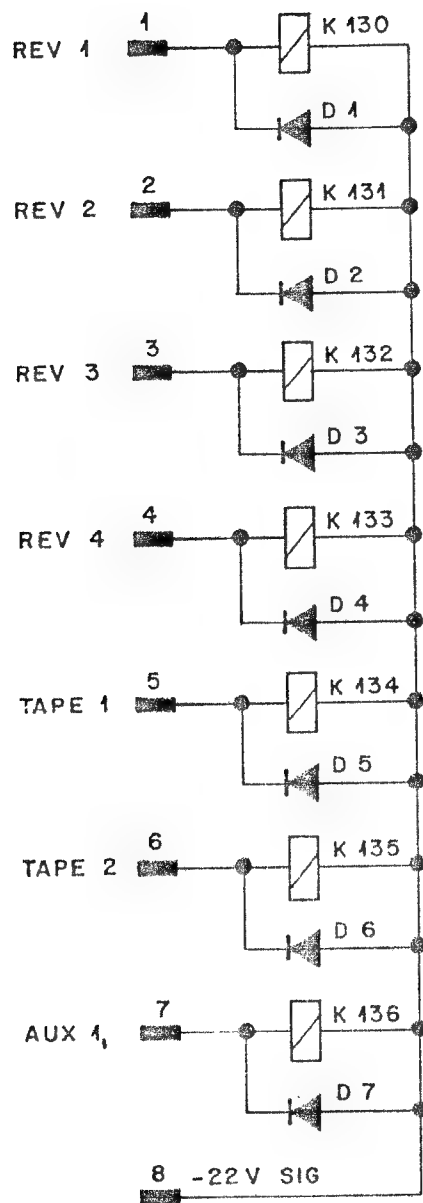 1 K 130
REV 1
D 1
2 K 131
REV 2
D 2
3 K 132
REV 3
D 3
4 K 133
REV 4
D 4
5 K 134
TAPE 1
D 5
6 K 135
TAPE 2
D 6
7 K 136
AUX 1,
D 7
8 -22V SIG